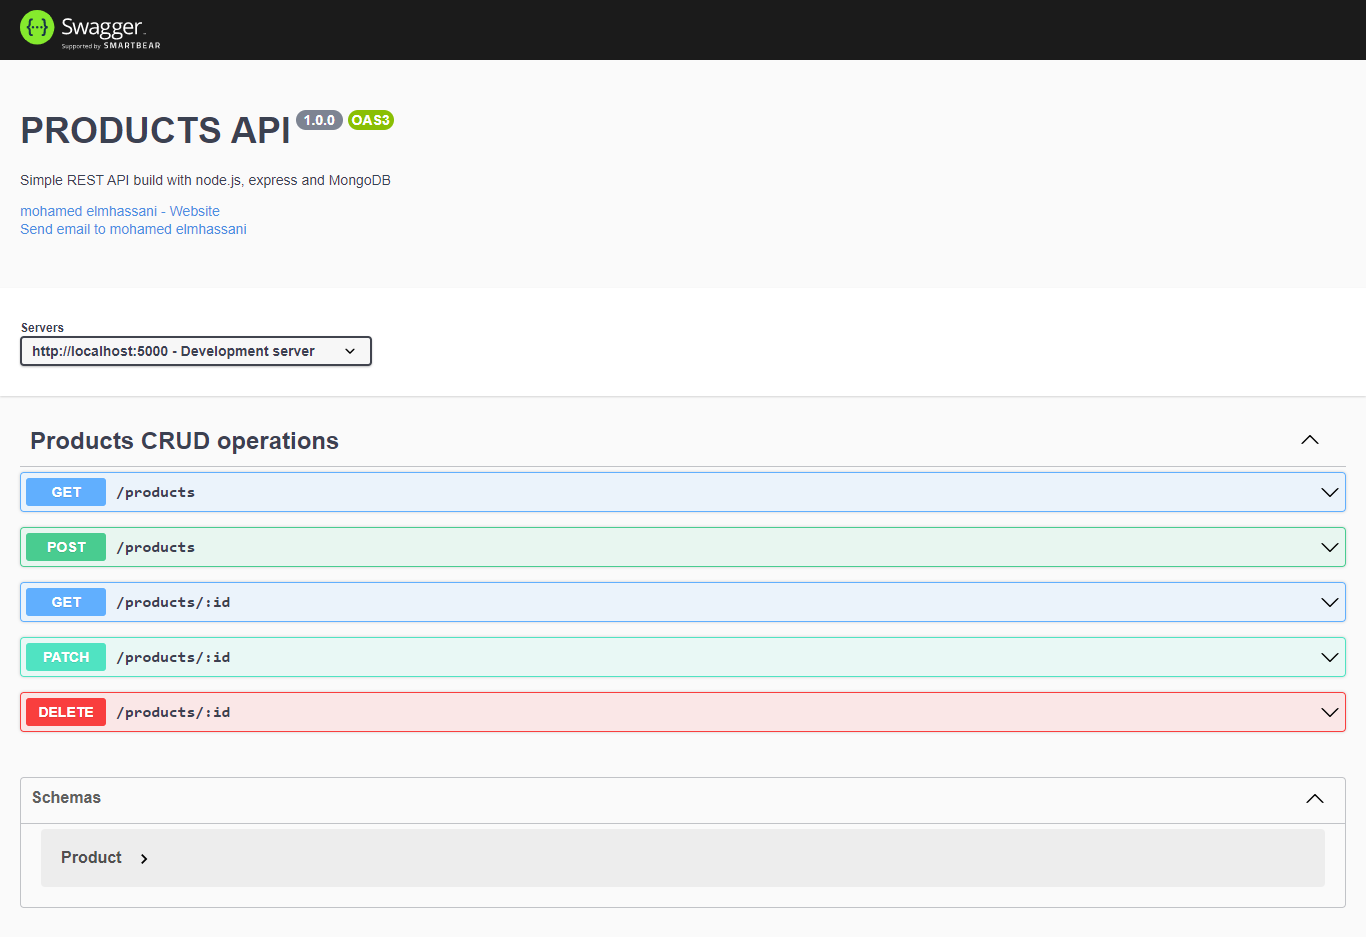 {···} Swagger
Supported by SMARTBEAR
PRODUCTS API 1.0.0 OAS3
Simple REST API build with node.js, express and MongoDB
mohamed elmhassani - Website
Send email to mohamed elmhassani
Servers
http://localhost:5000 - Development server
Products CRUD operations
GET /products
POST /products
GET /products/:id
PATCH /products/:id
DELETE /products/:id
Schemas
Product